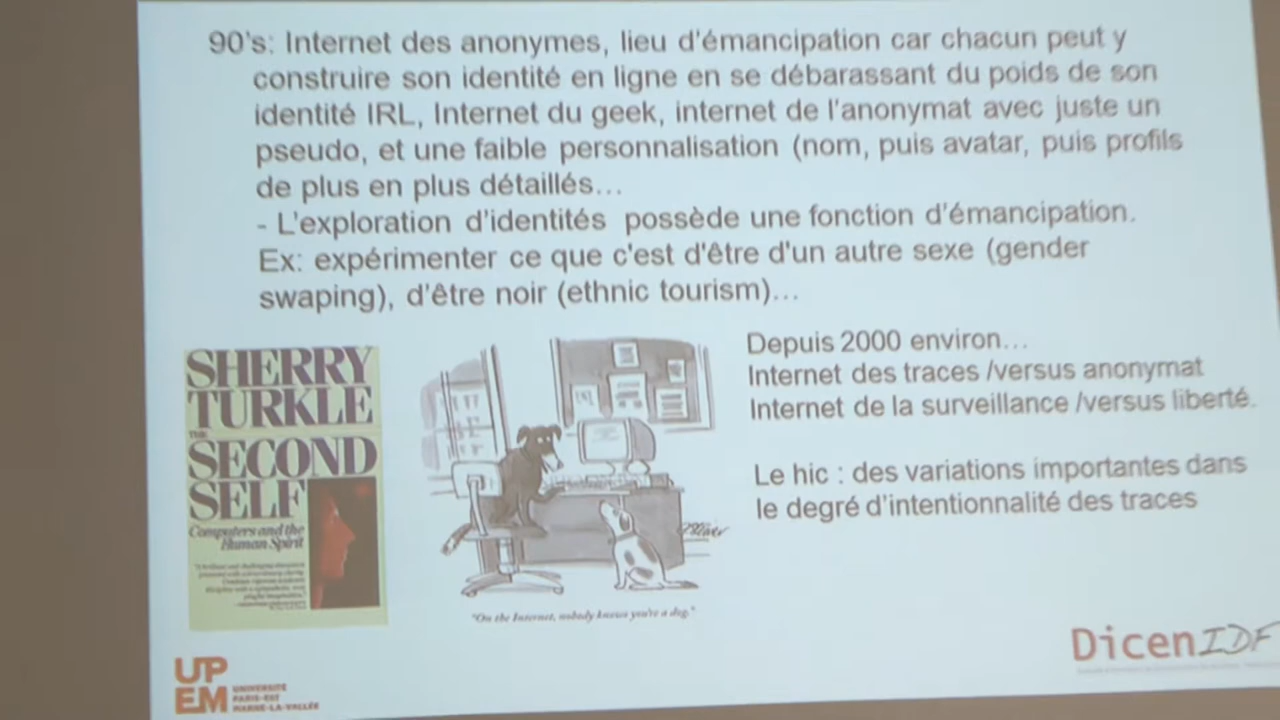 90's: Internet des anonymes, lieu d'émancipation car chacun peut y
construire son identité en ligne en se débarassant du poids de son
identité IRL, Internet du geek, internet de l'anonymat avec juste un
pseudo, et une faible personnalisation (nom, puis avatar, puis profils
de plus en plus détaillés…
- L'exploration d'identités possède une fonction d'émancipation.
Ex: expérimenter ce que c'est d'être d'un autre sexe (gender
swaping), d'être noir (ethnic tourism)…
SHERRY
TURKLE
THE
SECOND
SELF
Computers and the
Human Spirit
"On the Internet, nobody knows you're a dog."
Depuis 2000 environ…
Internet des traces /versus anonymat
Internet de la surveillance /versus liberté.
Le hic : des variations importantes dans
le degré d'intentionnalité des traces
UP
EM
UNIVERSITÉ
PARIS-EST
MARNE-LA-VALLÉE
DicenIDF